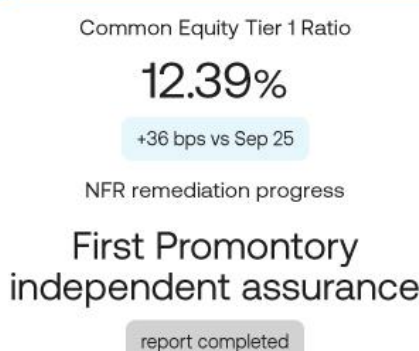 Common Equity Tier 1 Ratio
12.39%
+36 bps vs Sep 25
NFR remediation progress
First Promontory
independent assurance
report completed